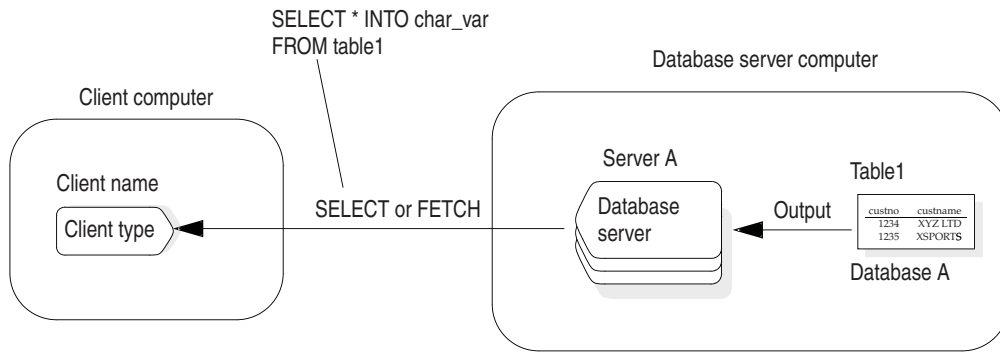 SELECT * INTO char_var
FROM table1
Database server computer
Client computer
Server A
Table1
Client name
Client type
SELECT or FETCH
Database
server
Output
custno custname
1234 XYZ LTD
1235 XSPORTS
Database A